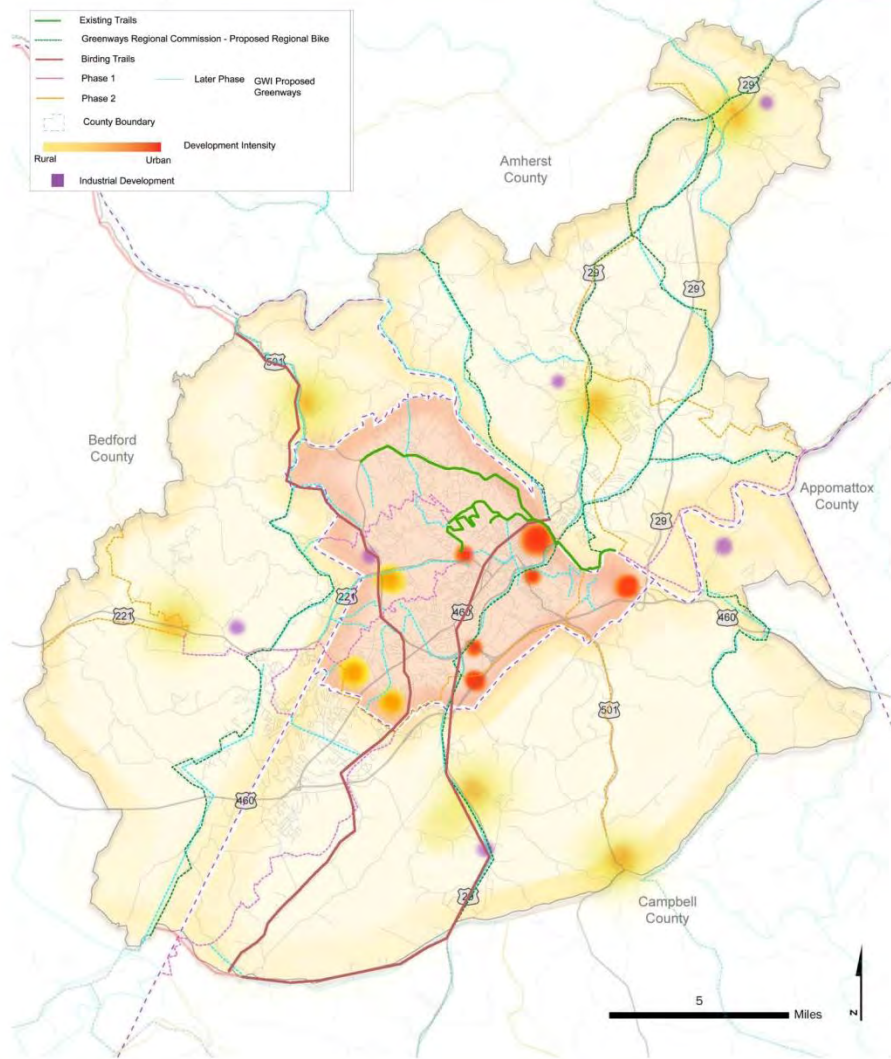 Existing Trails
Greenways Regional Commission - Proposed Regional Bike
Birding Trails
Phase 1
Later Phase
GWI Proposed
Greenways
Phase 2
County Boundary
Development Intensity
Rural
Urban
Industrial Development
29
Amherst
County
29
29
501
Bedford
County
Appomattox
County
29
221
221
460
460
501
460
29
Campbell
County
5
Miles
N